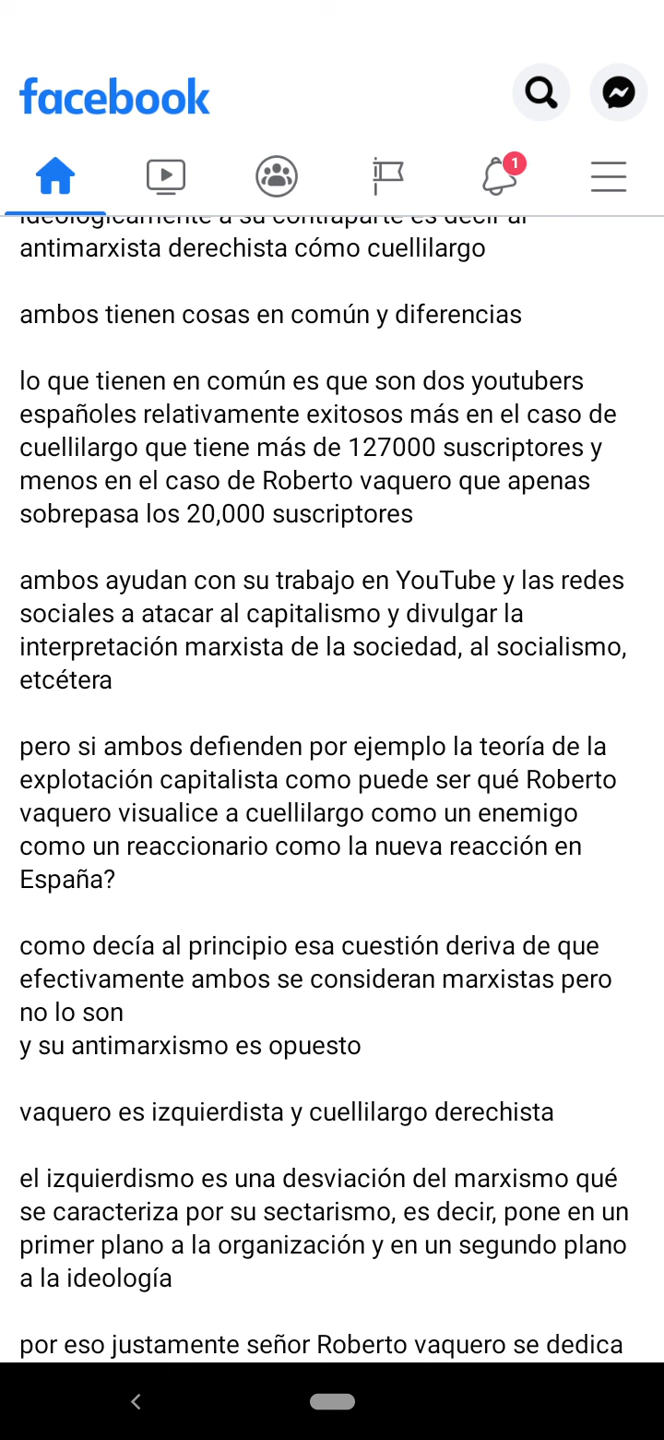 facebook
1
ideológicamente a su contraparte es decir al
antimarxista derechista cómo cuellilargo
ambos tienen cosas en común y diferencias
lo que tienen en común es que son dos youtubers
españoles relativamente exitosos más en el caso de
cuellilargo que tiene más de 127000 suscriptores y
menos en el caso de Roberto vaquero que apenas
sobrepasa los 20,000 suscriptores
ambos ayudan con su trabajo en YouTube y las redes
sociales a atacar al capitalismo y divulgar la
interpretación marxista de la sociedad, al socialismo,
etcétera
pero si ambos defienden por ejemplo la teoría de la
explotación capitalista como puede ser qué Roberto
vaquero visualice a cuellilargo como un enemigo
como un reaccionario como la nueva reacción en
España?
como decía al principio esa cuestión deriva de que
efectivamente ambos se consideran marxistas pero
no lo son
y su antimarxismo es opuesto
vaquero es izquierdista y cuellilargo derechista
el izquierdismo es una desviación del marxismo qué
se caracteriza por su sectarismo, es decir, pone en un
primer plano a la organización y en un segundo plano
a la ideología
por eso justamente señor Roberto vaquero se dedica